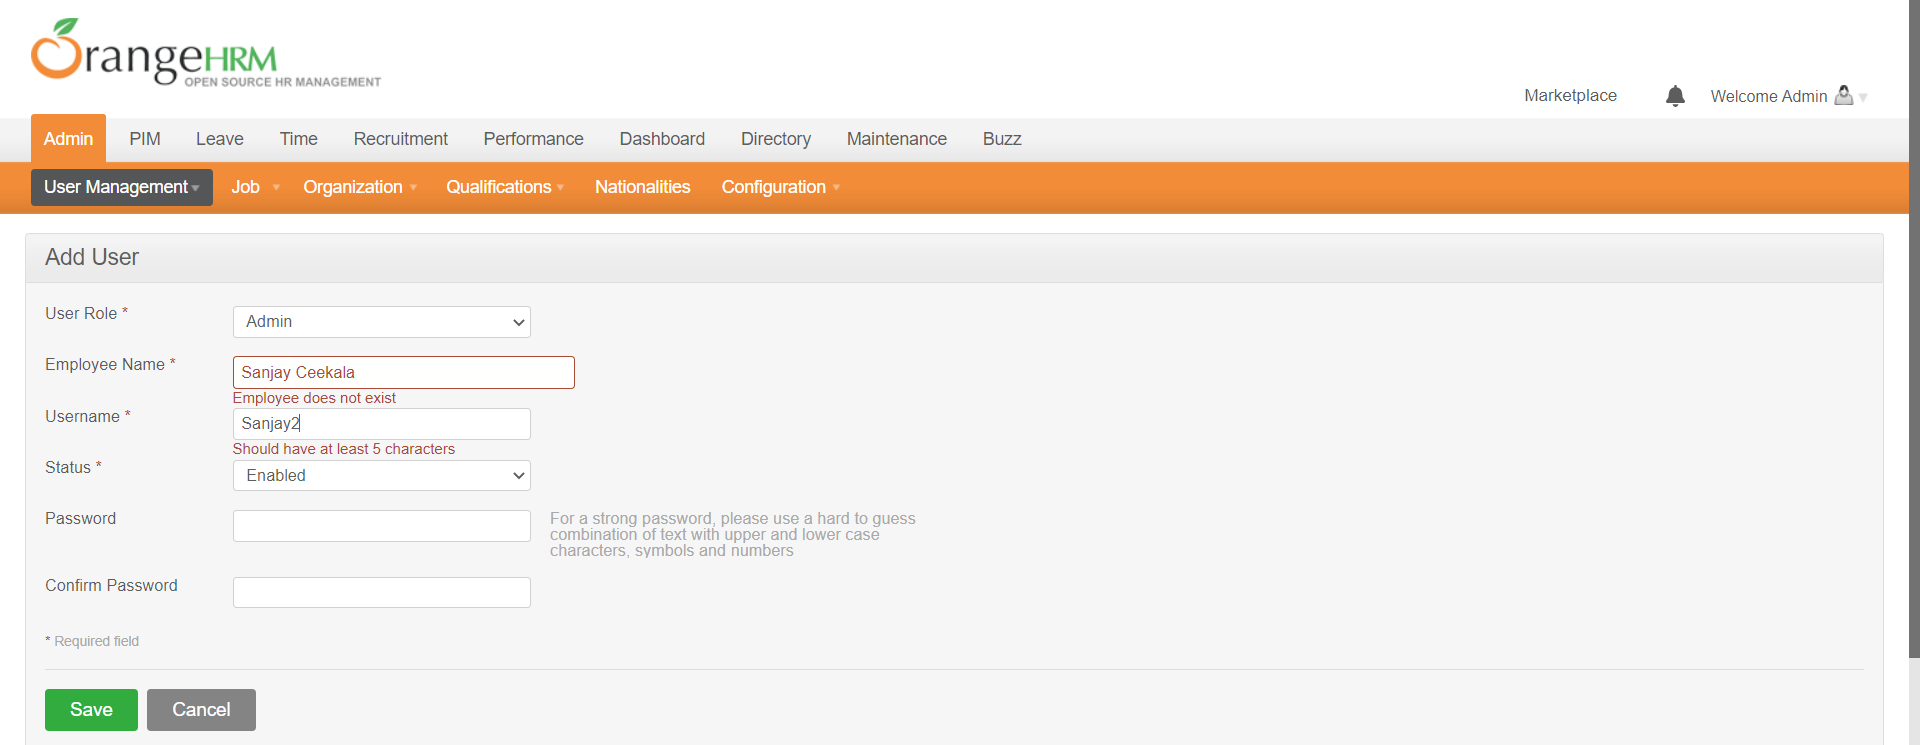 OrangeHRM
OPEN SOURCE HR MANAGEMENT
Marketplace
Welcome Admin
Admin PIM Leave Time Recruitment Performance Dashboard Directory Maintenance Buzz
User Management Job Organization Qualifications Nationalities Configuration
Add User
User Role * Admin
Employee Name * Sanjay Ceekala
Employee does not exist
Username * Sanjay2
Should have at least 5 characters
Status * Enabled
Password
For a strong password, please use a hard to guess
combination of text with upper and lower case
characters, symbols and numbers
Confirm Password
* Required field
Save Cancel